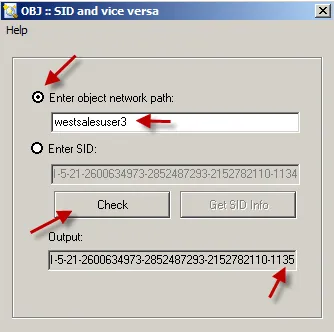 OBJ :: SID and vice versa
Help
Enter object network path:
westsalesuser3
Enter SID:
I-5-21-2600634973-2852487293-2152782110-1134
Check
Get SID Info
Output:
I-5-21-2600634973-2852487293-2152782110-1135